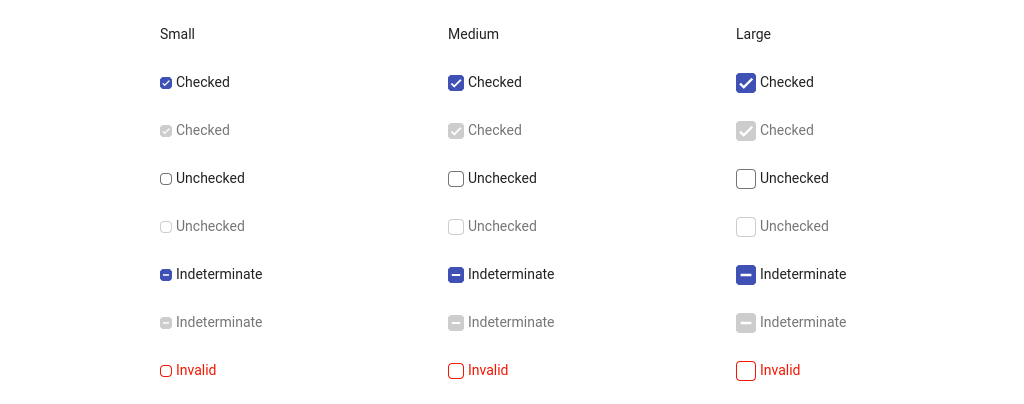 Small Medium Large
Checked Checked Checked
Checked Checked Checked
Unchecked Unchecked Unchecked
Unchecked Unchecked Unchecked
Indeterminate Indeterminate Indeterminate
Indeterminate Indeterminate Indeterminate
Invalid Invalid Invalid